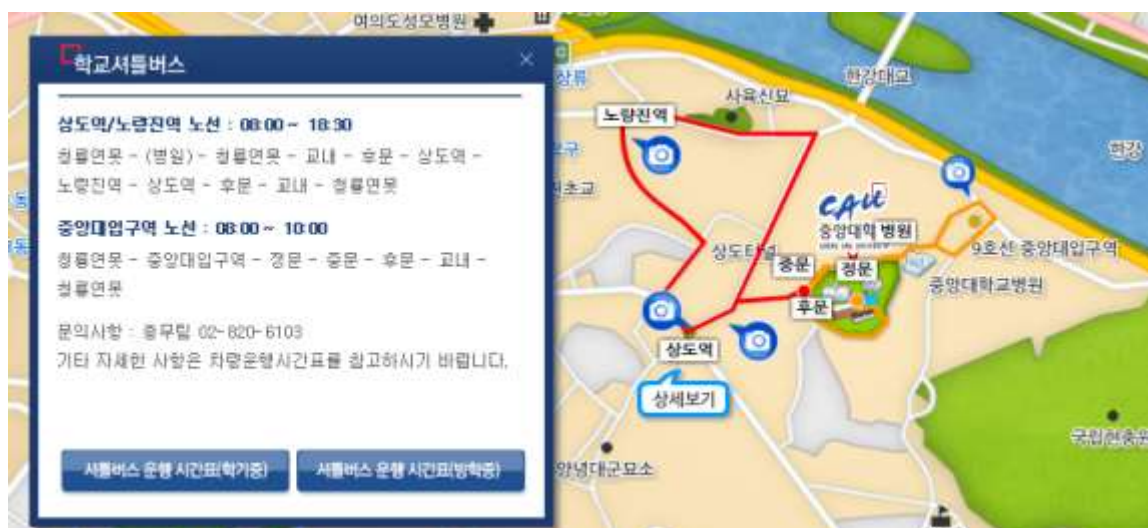 여의도성모병원
학교셔틀버스
상도역/노량진역 노선 : 08:00 ~ 18:30
청룡연못 - (병원) - 청룡연못 - 교내 - 후문 - 상도역 -
노량진역 - 상도역 - 후문 - 교내 - 청룡연못
중앙대입구역 노선 : 08:00 ~ 10:00
청룡연못 - 중앙대입구역 - 정문 - 중문 - 후문 - 교내 -
청룡연못
문의사항 : 총무팀 02-820-6103
기타 자세한 사항은 차량운행시간표를 참고하시기 바랍니다.
셔틀버스 운행 시간표(학기중)
셔틀버스 운행 시간표(방학중)
상류
한강대교
사육신묘
노량진역
한강
초교
CAU
중앙대학 병원
상도터널
중문
정문
9호선 중앙대입구역
중앙대학교병원
후문
상도역
상세보기
국립현충원
양녕대군묘소